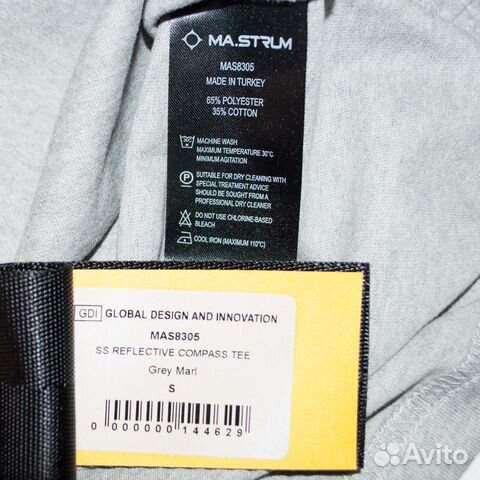 MA.STRUM
MAS8305
MADE IN TURKEY
65% POLYESTER
35% COTTON
MACHINE WASH
MAXIMUM TEMPERATURE 30°C
MINIMUM AGITATION
SUITABLE FOR DRY CLEANING WITH
SPECIAL TREATMENT ADVICE
SHOULD BE SOUGHT FROM A
PROFESSIONAL DRY CLEANER
DO NOT USE CHLORINE-BASED
BLEACH
COOL IRON (MAXIMUM 110°C)
GDI GLOBAL DESIGN AND INNOVATION
MAS8305
SS REFLECTIVE COMPASS TEE
Grey Marl
S
0 000000 144629
Avito